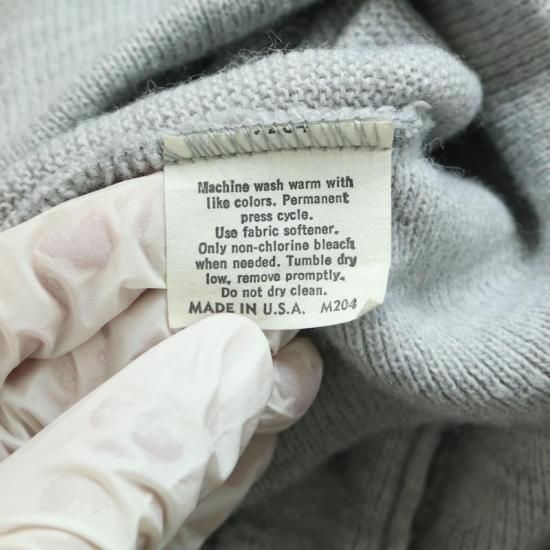 Machine wash warm with
like colors. Permanent
press cycle.
Use fabric softener.
Only non-chlorine bleach
when needed. Tumble dry
low, remove promptly.
Do not dry clean.
MADE IN U.S.A. M204